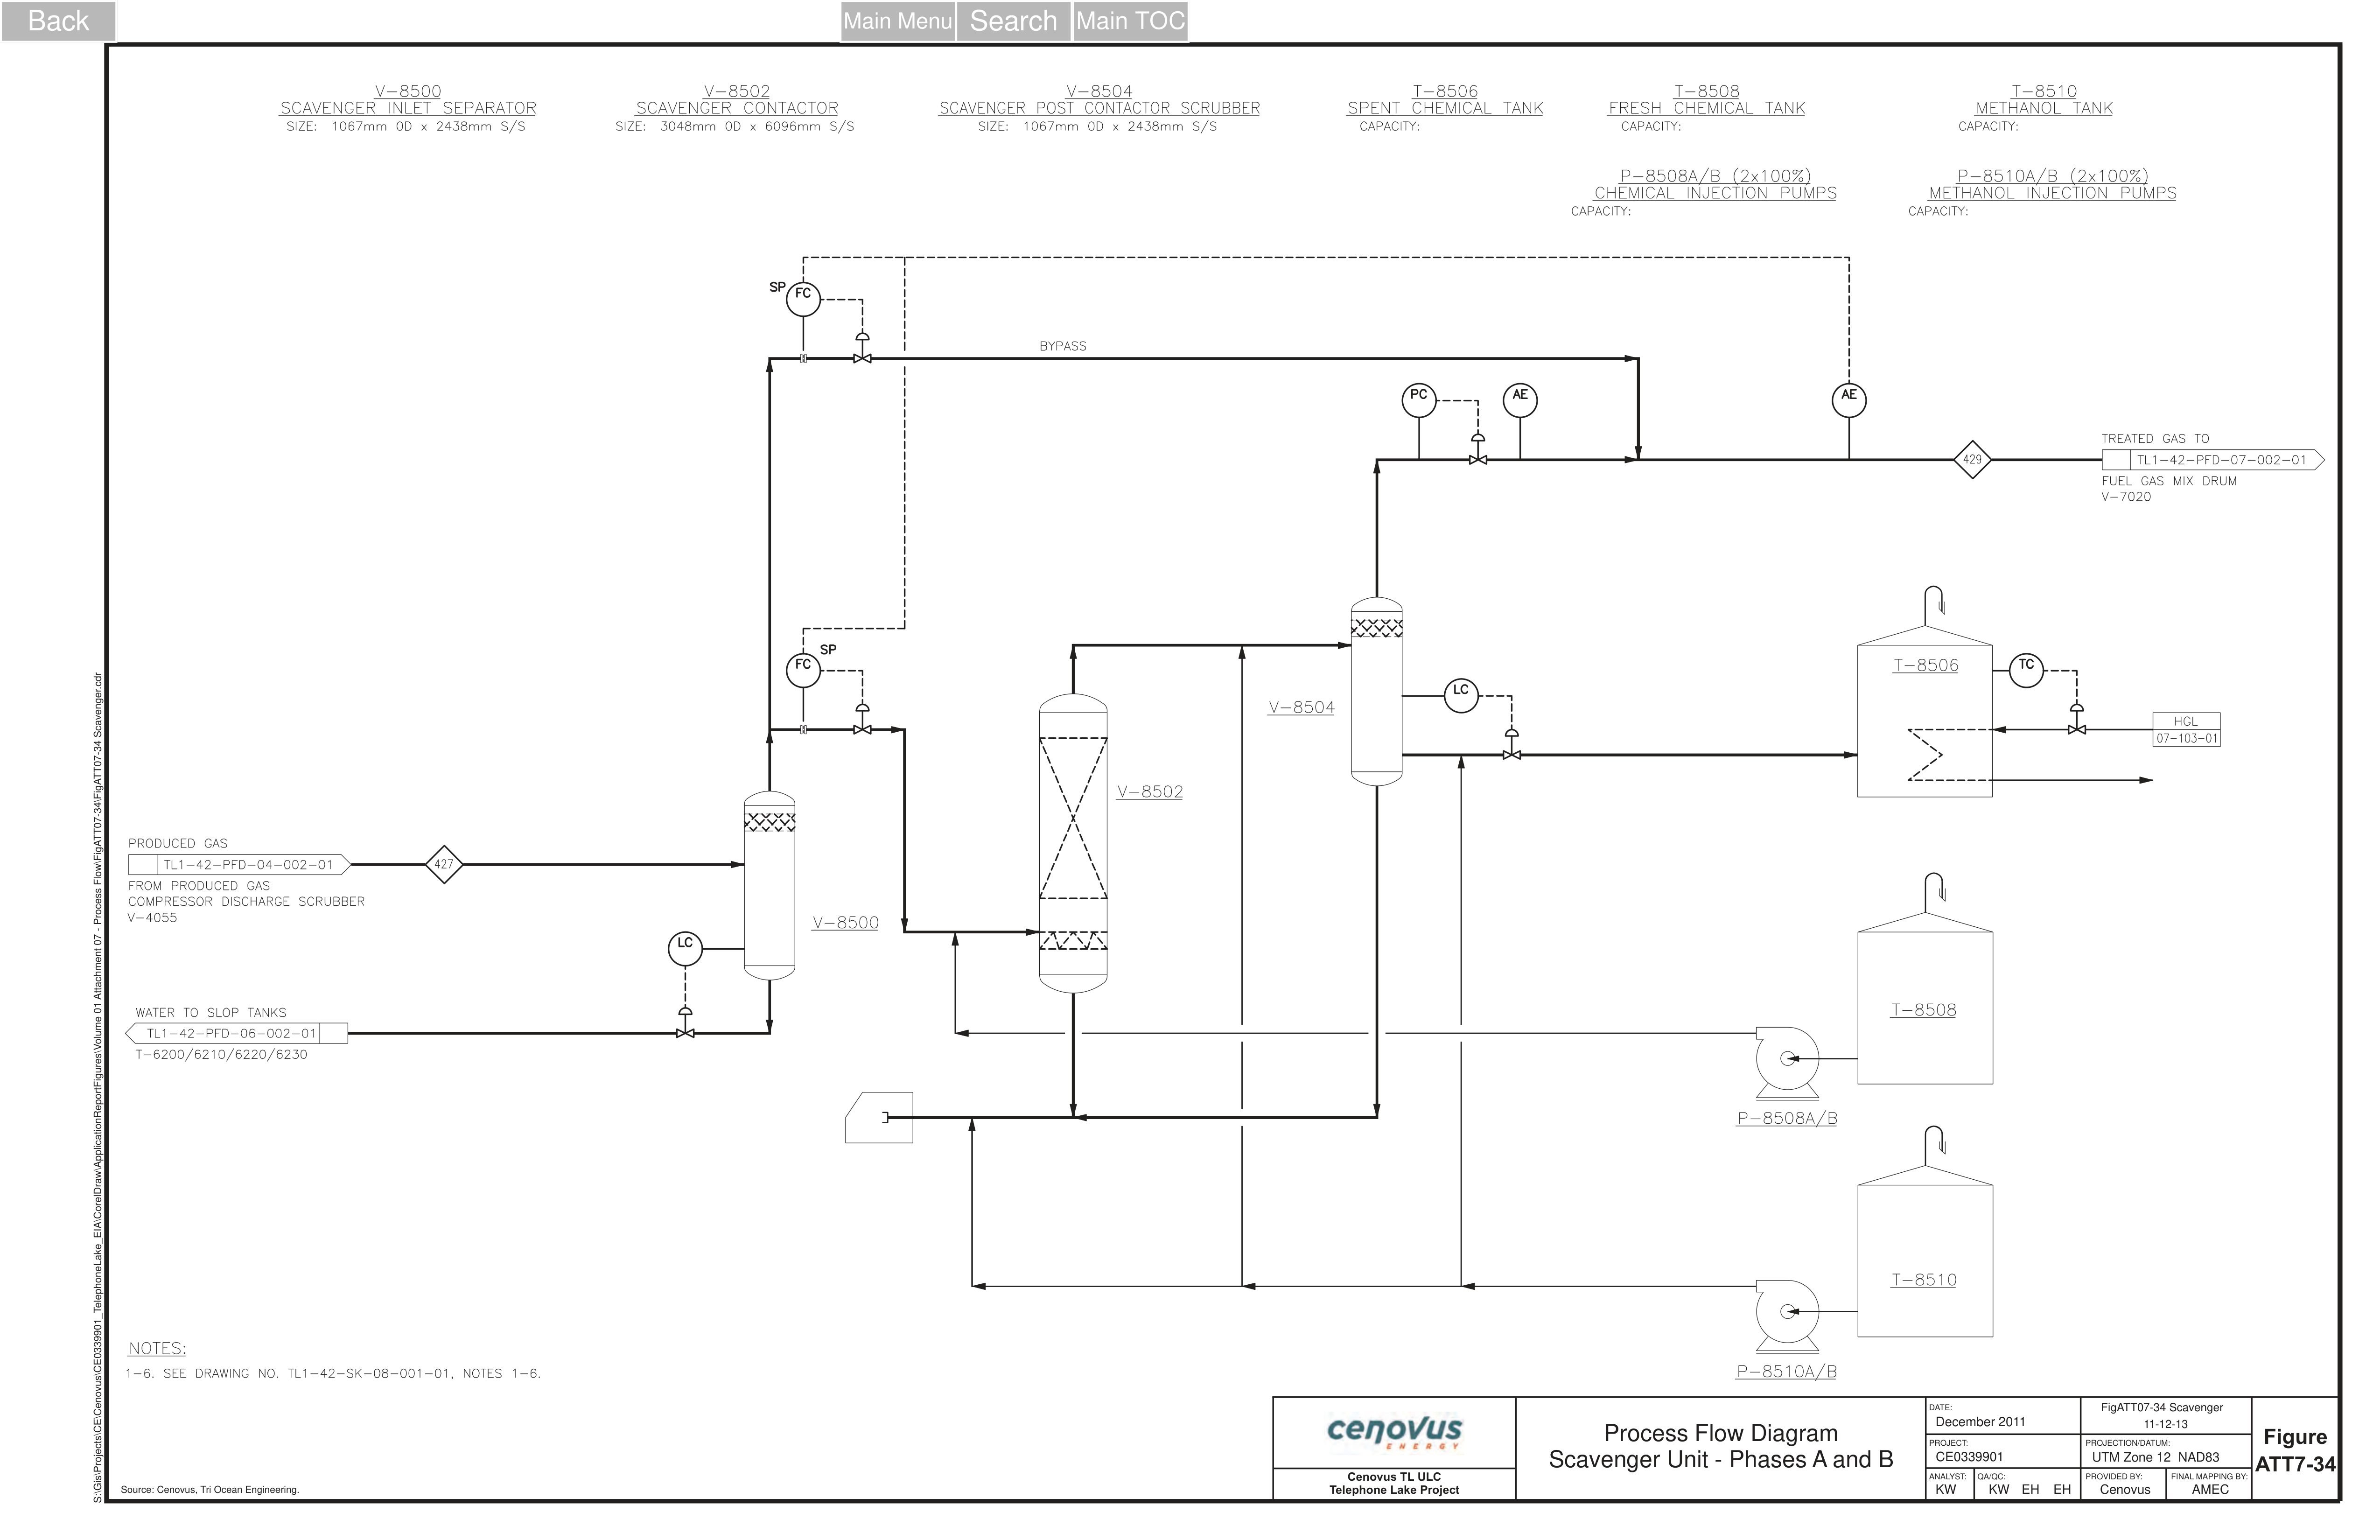 Back
Main Menu
Search
Main TOC
V-8500
SCAVENGER INLET SEPARATOR
SIZE: 1067mm OD x 2438mm S/S
V-8502
SCAVENGER CONTACTOR
SIZE: 3048mm OD x 6096mm S/S
V-8504
SCAVENGER POST CONTACTOR SCRUBBER
SIZE: 1067mm OD x 2438mm S/S
T-8506
SPENT CHEMICAL TANK
CAPACITY:
T-8508
FRESH CHEMICAL TANK
CAPACITY:
T-8510
METHANOL TANK
CAPACITY:
P-8508A/B (2x100%)
CHEMICAL INJECTION PUMPS
CAPACITY:
P-8510A/B (2x100%)
METHANOL INJECTION PUMPS
CAPACITY:
SP
FC
BYPASS
PC
AE
AE
TREATED GAS TO
429
TL1-42-PFD-07-002-01
FUEL GAS MIX DRUM
V-7020
SP
FC
T-8506
TC
LC
V-8504
HGL
07-103-01
V-8502
PRODUCED GAS
TL1-42-PFD-04-002-01
427
FROM PRODUCED GAS
COMPRESSOR DISCHARGE SCRUBBER
V-4055
V-8500
LC
WATER TO SLOP TANKS
TL1-42-PFD-06-002-01
T-6200/6210/6220/6230
T-8508
P-8508A/B
T-8510
P-8510A/B
NOTES:
1-6. SEE DRAWING NO. TL1-42-SK-08-001-01, NOTES 1-6.
Source: Cenovus, Tri Ocean Engineering.
S:\Gis\Projects\CE\Cenovus\CE0339901_TelephoneLake_EIA\CorelDraw\ApplicationReportFigures\Volume 01 Attachment 07 - Process Flow\FigATT07-34\FigATT07-34 Scavenger.cdr
cenovus
ENERGY
Cenovus TL ULC
Telephone Lake Project
Process Flow Diagram
Scavenger Unit - Phases A and B
DATE:
December 2011
FigATT07-34 Scavenger
11-12-13
PROJECT:
CE0339901
PROJECTION/DATUM:
UTM Zone 12 NAD83
ANALYST:
KW
QA/QC:
KW EH EH
PROVIDED BY:
Cenovus
FINAL MAPPING BY:
AMEC
Figure
ATT7-34